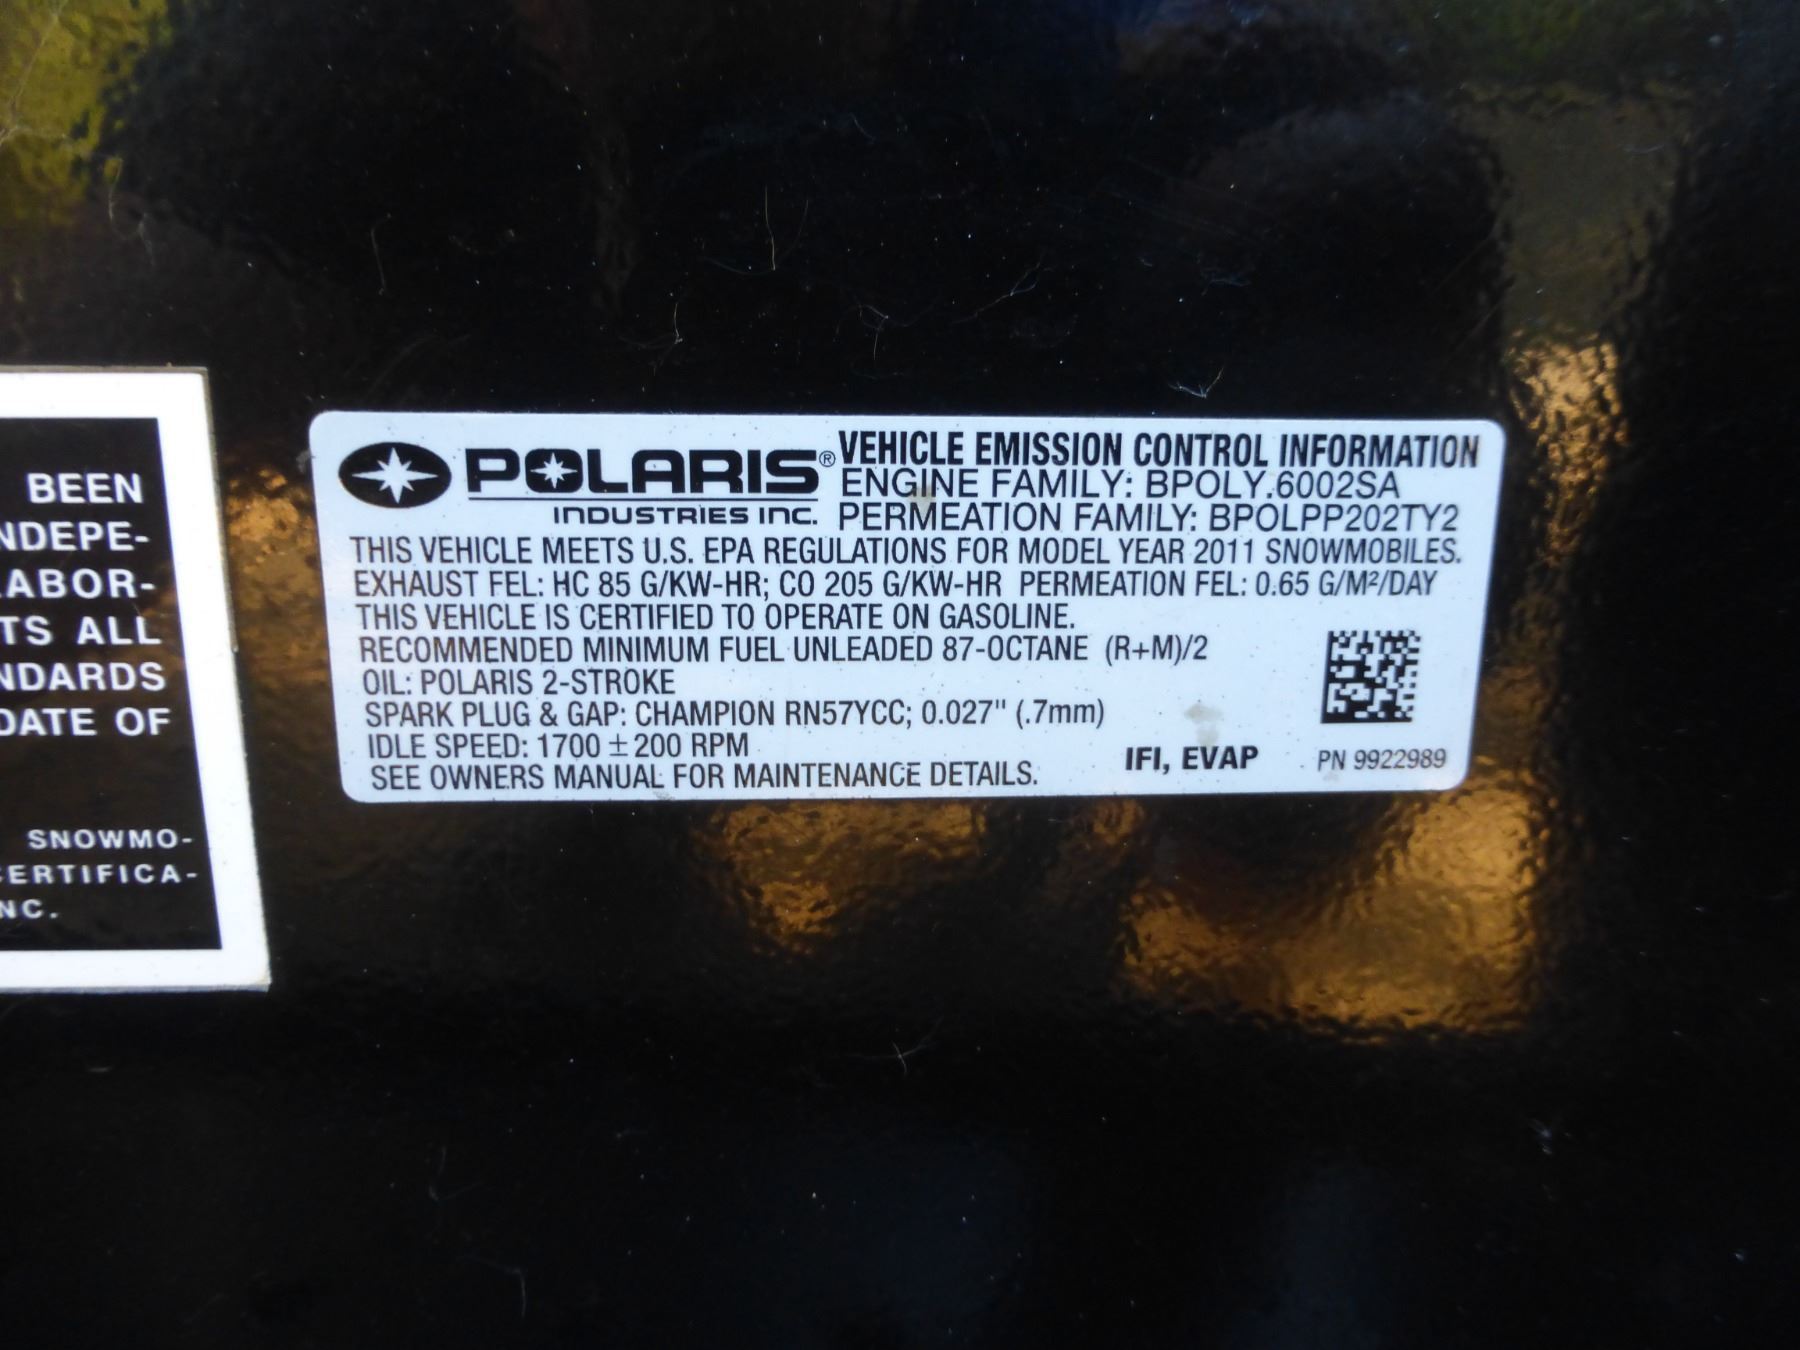 BEEN
NDEPE-
LABOR-
TS ALL
NDARDS
DATE OF
SNOWMO-
CERTIFICA-
NC.
POLARIS®
INDUSTRIES INC.
VEHICLE EMISSION CONTROL INFORMATION
ENGINE FAMILY: BPOLY.6002SA
PERMEATION FAMILY: BPOLPP202TY2
THIS VEHICLE MEETS U.S. EPA REGULATIONS FOR MODEL YEAR 2011 SNOWMOBILES.
EXHAUST FEL: HC 85 G/KW-HR; CO 205 G/KW-HR PERMEATION FEL: 0.65 G/M²/DAY
THIS VEHICLE IS CERTIFIED TO OPERATE ON GASOLINE.
RECOMMENDED MINIMUM FUEL UNLEADED 87-OCTANE (R+M)/2
OIL: POLARIS 2-STROKE
SPARK PLUG & GAP: CHAMPION RN57YCC; 0.027" (.7mm)
IDLE SPEED: 1700 ± 200 RPM
SEE OWNERS MANUAL FOR MAINTENANCE DETAILS.
IFI, EVAP
PN 9922989